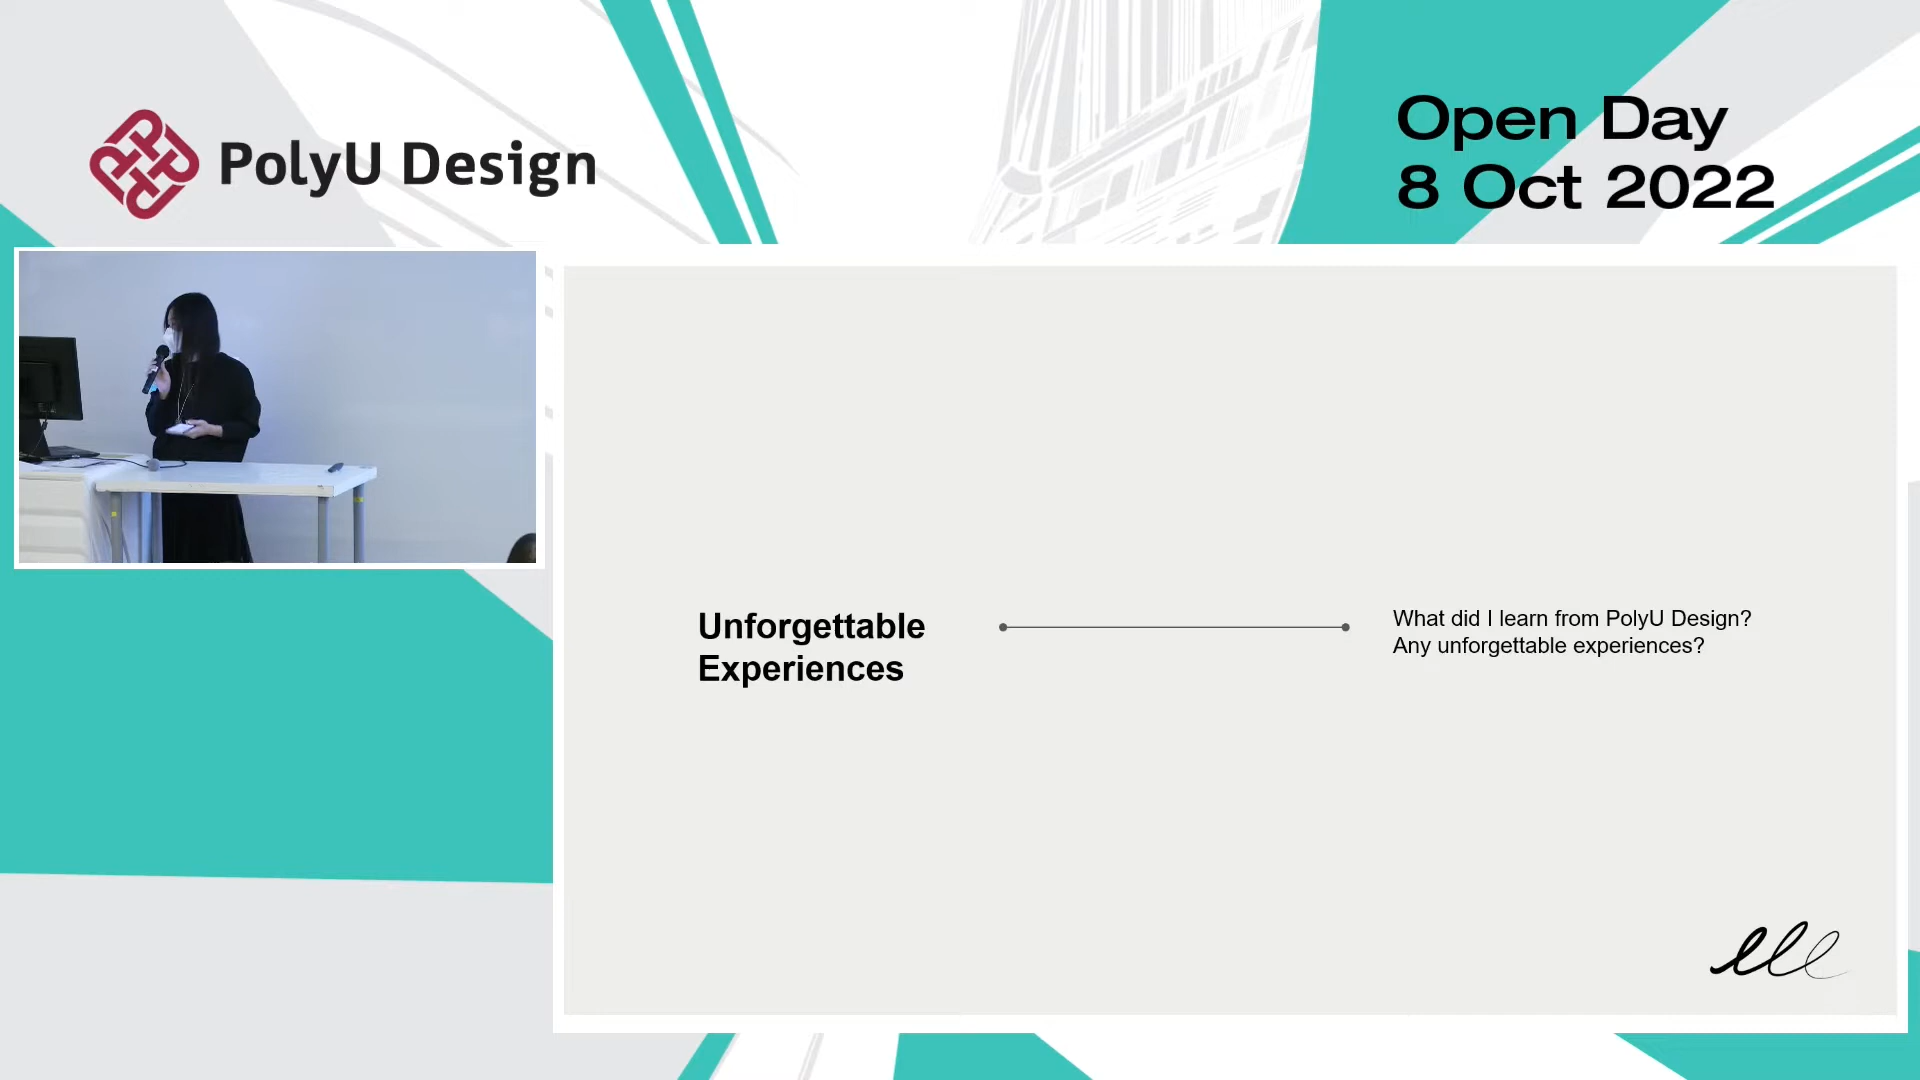 PolyU Design
Open Day
8 Oct 2022
Unforgettable
Experiences
What did I learn from PolyU Design?
Any unforgettable experiences?